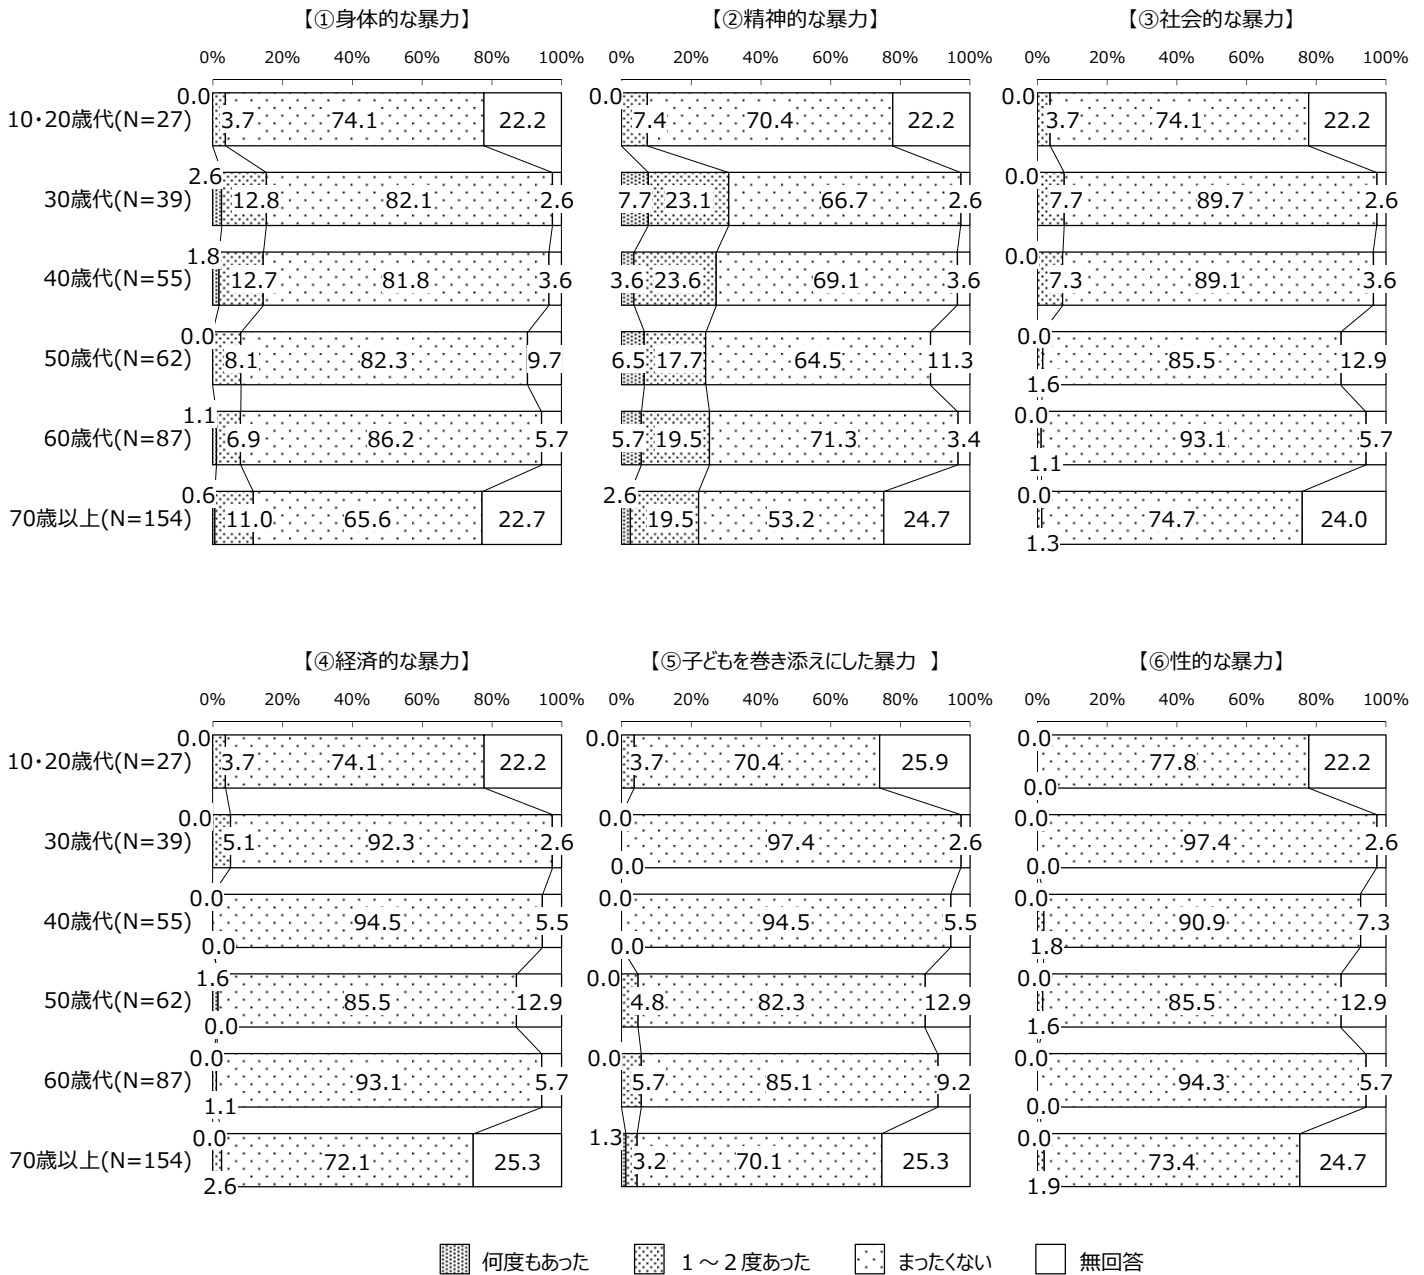 【①身体的な暴力】 【②精神的な暴力】 【③社会的な暴力】
0% 20% 40% 60% 80% 100% 0% 20% 40% 60% 80% 100% 0% 20% 40% 60% 80% 100%
10・20歳代(N=27) 0.0 3.7 74.1 22.2 0.0 7.4 70.4 22.2 0.0 3.7 74.1 22.2
30歳代(N=39) 2.6 12.8 82.1 2.6 7.7 23.1 66.7 2.6 0.0 7.7 89.7 2.6
40歳代(N=55) 1.8 12.7 81.8 3.6 3.6 23.6 69.1 3.6 0.0 7.3 89.1 3.6
50歳代(N=62) 0.0 8.1 82.3 9.7 6.5 17.7 64.5 11.3 0.0 1.6 85.5 12.9
60歳代(N=87) 1.1 6.9 86.2 5.7 5.7 19.5 71.3 3.4 0.0 1.1 93.1 5.7
70歳以上(N=154) 0.6 11.0 65.6 22.7 2.6 19.5 53.2 24.7 0.0 1.3 74.7 24.0
【④経済的な暴力】 【⑤子どもを巻き添えにした暴力 】 【⑥性的な暴力】
0% 20% 40% 60% 80% 100% 0% 20% 40% 60% 80% 100% 0% 20% 40% 60% 80% 100%
10・20歳代(N=27) 0.0 3.7 74.1 22.2 0.0 3.7 70.4 25.9 0.0 0.0 77.8 22.2
30歳代(N=39) 0.0 5.1 92.3 2.6 0.0 0.0 97.4 2.6 0.0 0.0 97.4 2.6
40歳代(N=55) 0.0 0.0 94.5 5.5 0.0 0.0 94.5 5.5 0.0 1.8 90.9 7.3
50歳代(N=62) 1.6 0.0 85.5 12.9 0.0 4.8 82.3 12.9 0.0 1.6 85.5 12.9
60歳代(N=87) 0.0 1.1 93.1 5.7 0.0 5.7 85.1 9.2 0.0 0.0 94.3 5.7
70歳以上(N=154) 0.0 2.6 72.1 25.3 1.3 3.2 70.1 25.3 0.0 1.9 73.4 24.7
何度もあった １～２度あった まったくない 無回答